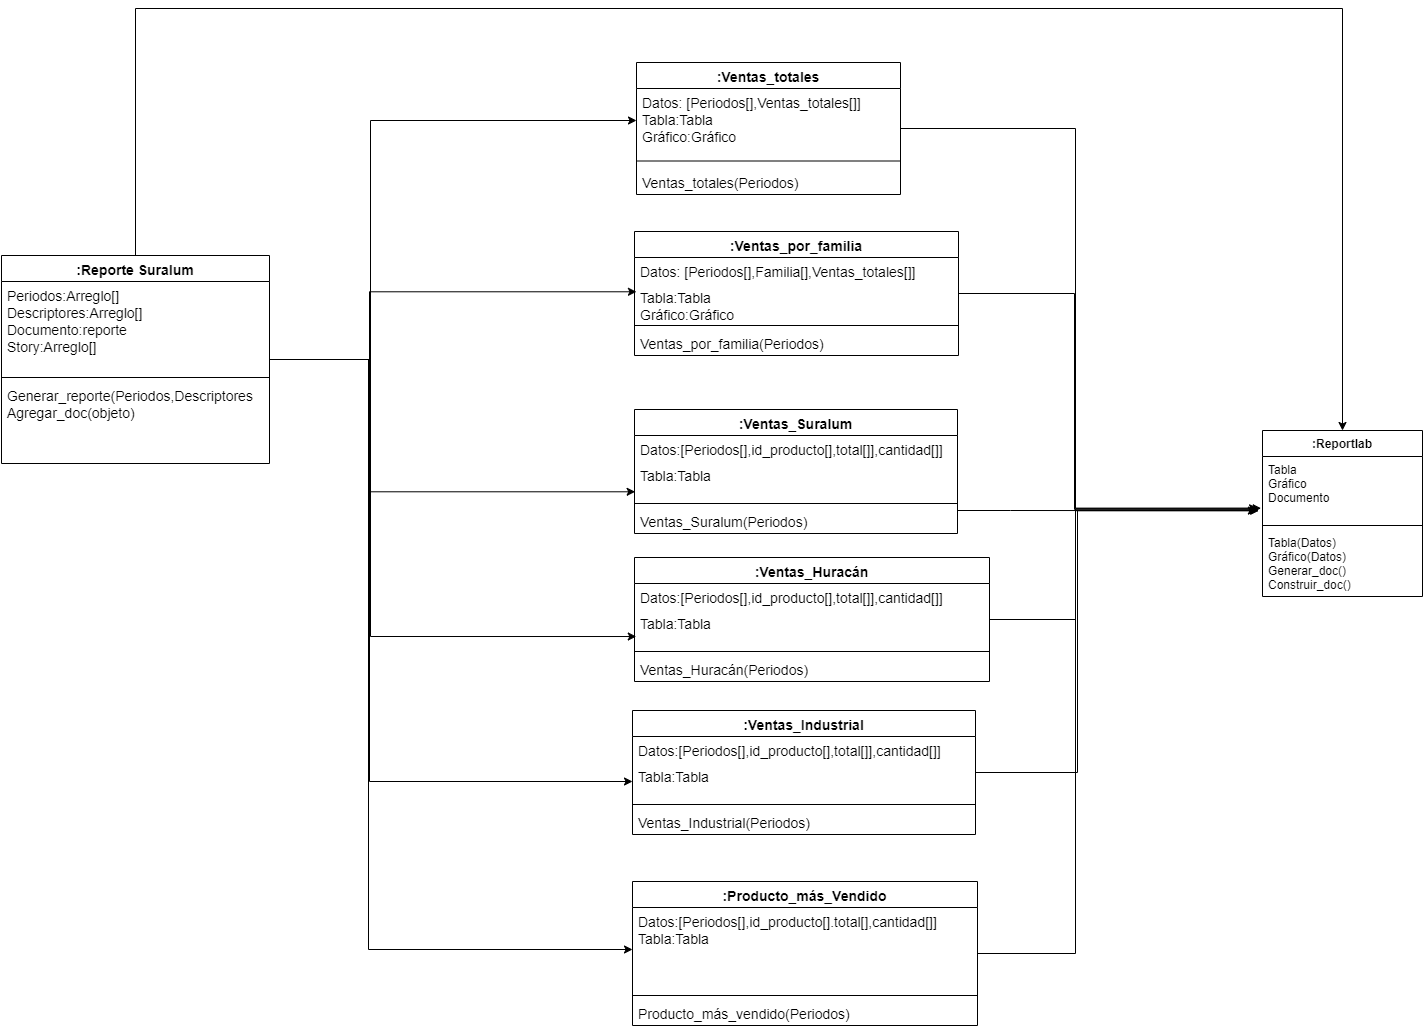 :Ventas_totales
Datos: [Periodos[],Ventas_totales[]]
Tabla:Tabla
Gráfico:Gráfico
Ventas_totales(Periodos)
:Ventas_por_familia
Datos: [Periodos[],Familia[],Ventas_totales[]]
Tabla:Tabla
Gráfico:Gráfico
Ventas_por_familia(Periodos)
:Reporte Suralum
Periodos:Arreglo[]
Descriptores:Arreglo[]
Documento:reporte
Story:Arreglo[]
Generar_reporte(Periodos,Descriptores
Agregar_doc(objeto)
:Ventas_Suralum
Datos:[Periodos[],id_producto[],total[]],cantidad[]]
Tabla:Tabla
Ventas_Suralum(Periodos)
:Reportlab
Tabla
Gráfico
Documento
Tabla(Datos)
Gráfico(Datos)
Generar_doc()
Construir_doc()
:Ventas_Huracán
Datos:[Periodos[],id_producto[],total[]],cantidad[]]
Tabla:Tabla
Ventas_Huracán(Periodos)
:Ventas_Industrial
Datos:[Periodos[],id_producto[],total[]],cantidad[]]
Tabla:Tabla
Ventas_Industrial(Periodos)
:Producto_más_Vendido
Datos:[Periodos[],id_producto[].total[],cantidad[]]
Tabla:Tabla
Producto_más_vendido(Periodos)